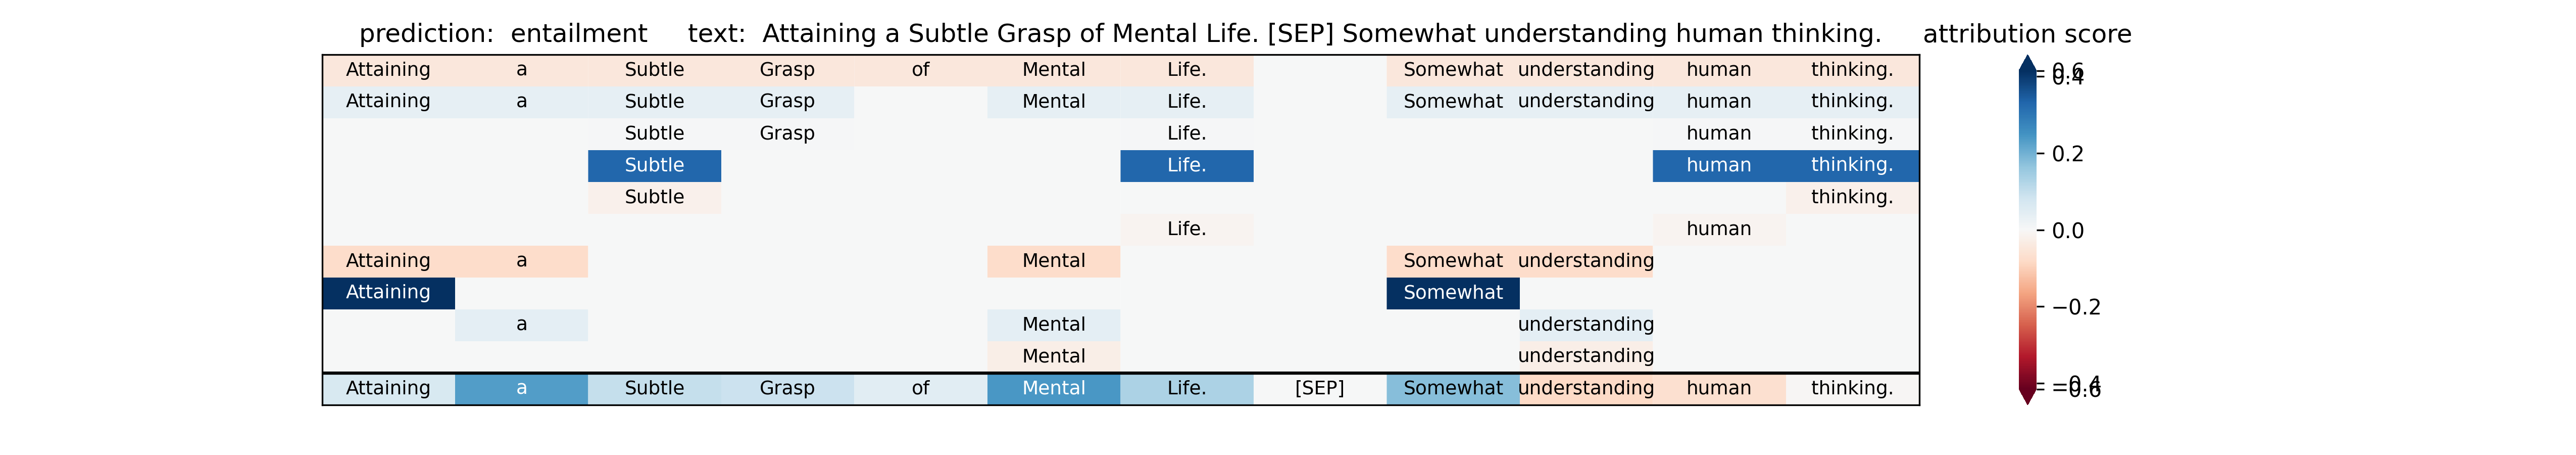 prediction: entailment text: Attaining a Subtle Grasp of Mental Life. [SEP] Somewhat understanding human thinking. attribution score
Attaining a Subtle Grasp of Mental Life. Somewhat understanding human thinking.
Attaining a Subtle Grasp Mental Life. Somewhat understanding human thinking.
Subtle Grasp Life. human thinking.
Subtle Life. human thinking.
Subtle thinking.
Life. human
Attaining a Mental Somewhat understanding
Attaining Somewhat
a Mental understanding
Mental understanding
Attaining a Subtle Grasp of Mental Life. [SEP] Somewhat understanding human thinking.
0.6
0.4
0.2
0.0
−0.2
−0.4
−0.6